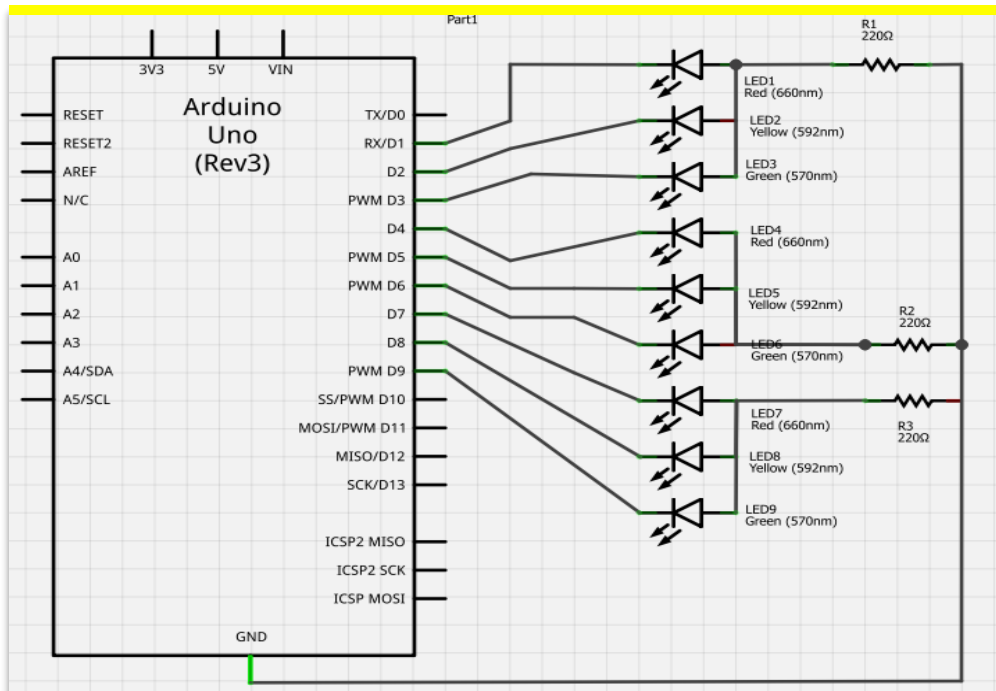 Part1
3V3
5V
VIN
Arduino
Uno
(Rev3)
RESET
RESET2
AREF
N/C
A0
A1
A2
A3
A4/SDA
A5/SCL
TX/D0
RX/D1
D2
PWM D3
D4
PWM D5
PWM D6
D7
D8
PWM D9
SS/PWM D10
MOSI/PWM D11
MISO/D12
SCK/D13
ICSP2 MISO
ICSP2 SCK
ICSP MOSI
GND
LED1
Red (660nm)
LED2
Yellow (592nm)
LED3
Green (570nm)
LED4
Red (660nm)
LED5
Yellow (592nm)
LED6
Green (570nm)
LED7
Red (660nm)
LED8
Yellow (592nm)
LED9
Green (570nm)
R1
220Ω
R2
220Ω
R3
220Ω